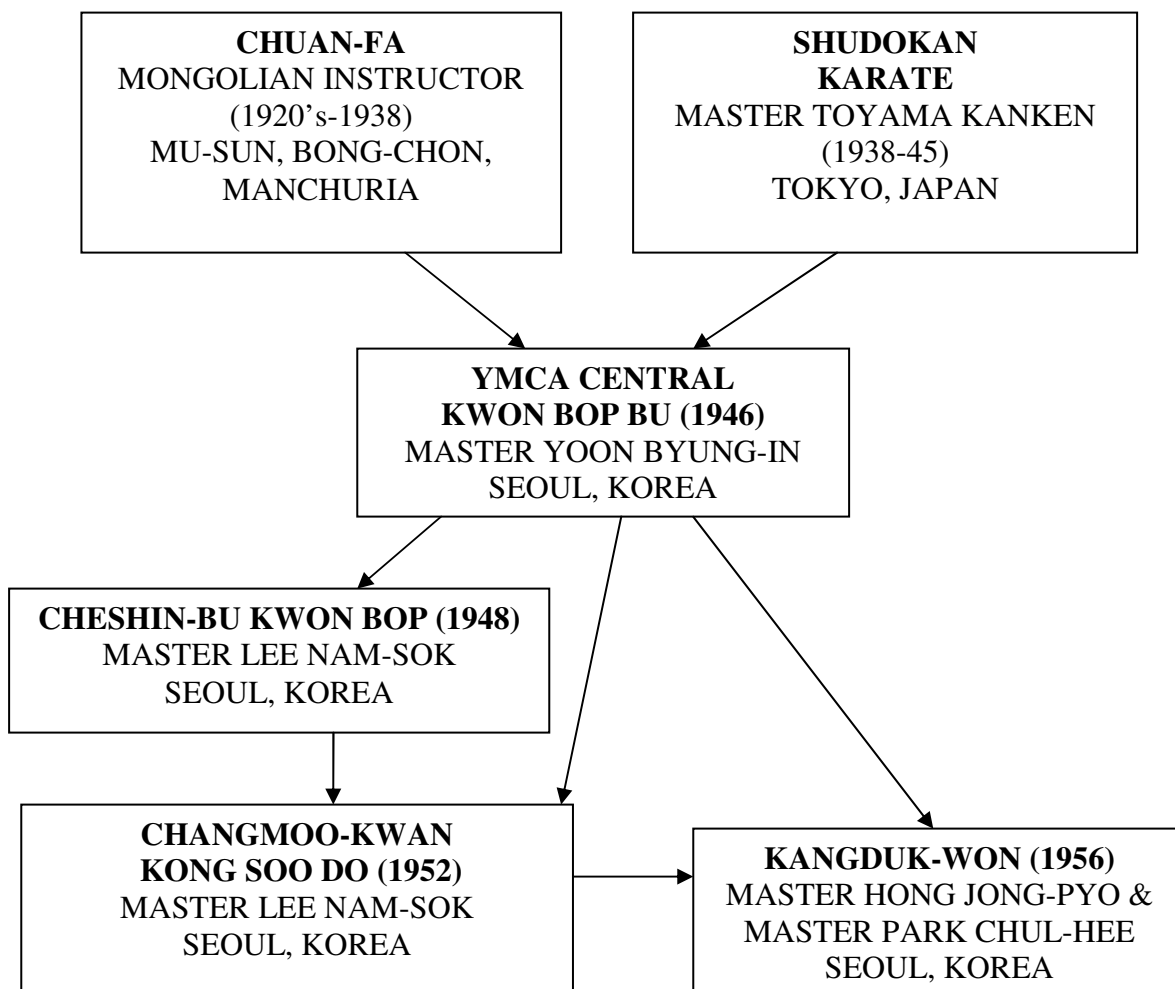 CHUAN-FA
MONGOLIAN INSTRUCTOR
(1920’s-1938)
MU-SUN, BONG-CHON,
MANCHURIA
SHUDOKAN
KARATE
MASTER TOYAMA KANKEN
(1938-45)
TOKYO, JAPAN
YMCA CENTRAL
KWON BOP BU (1946)
MASTER YOON BYUNG-IN
SEOUL, KOREA
CHESHIN-BU KWON BOP (1948)
MASTER LEE NAM-SOK
SEOUL, KOREA
CHANGMOO-KWAN
KONG SOO DO (1952)
MASTER LEE NAM-SOK
SEOUL, KOREA
KANGDUK-WON (1956)
MASTER HONG JONG-PYO &
MASTER PARK CHUL-HEE
SEOUL, KOREA